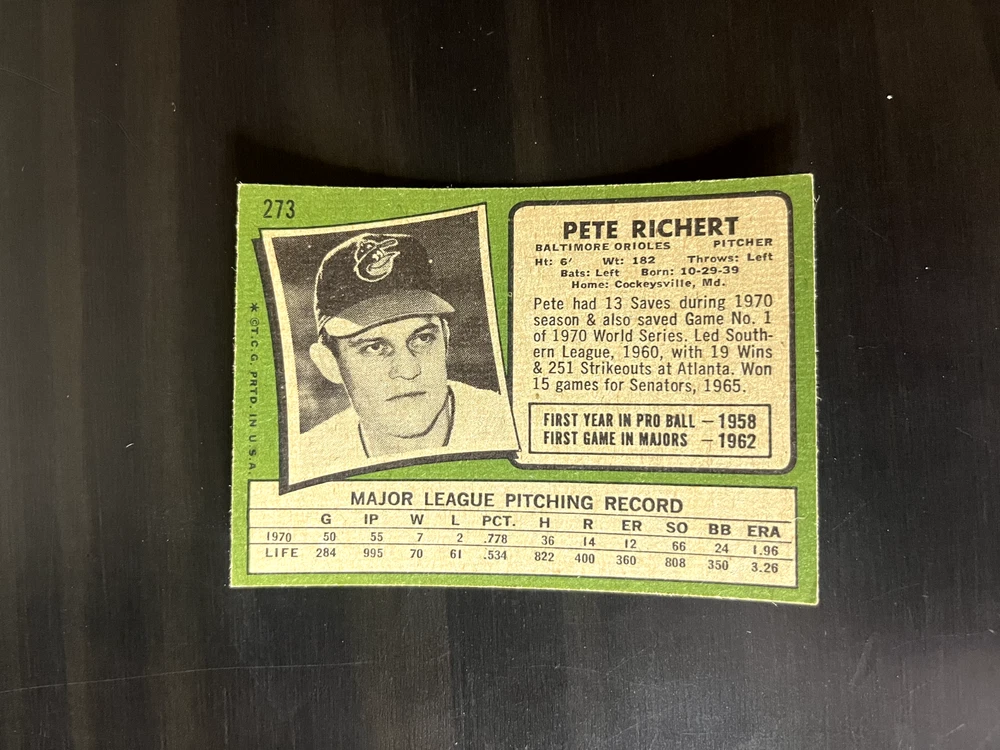 273
* ©T.C.G. PRTD. IN U.S.A.
PETE RICHERT
BALTIMORE ORIOLES PITCHER
Ht: 6' Wt: 182 Throws: Left
Bats: Left Born: 10-29-39
Home: Cockeysville, Md.
Pete had 13 Saves during 1970
season & also saved Game No. 1
of 1970 World Series. Led South-
ern League, 1960, with 19 Wins
& 251 Strikeouts at Atlanta. Won
15 games for Senators, 1965.
FIRST YEAR IN PRO BALL — 1958
FIRST GAME IN MAJORS — 1962
MAJOR LEAGUE PITCHING RECORD
G IP W L PCT. H R ER SO BB ERA
1970 50 55 7 2 .778 36 14 12 66 24 1.96
LIFE 284 995 70 61 .534 822 400 360 808 350 3.26